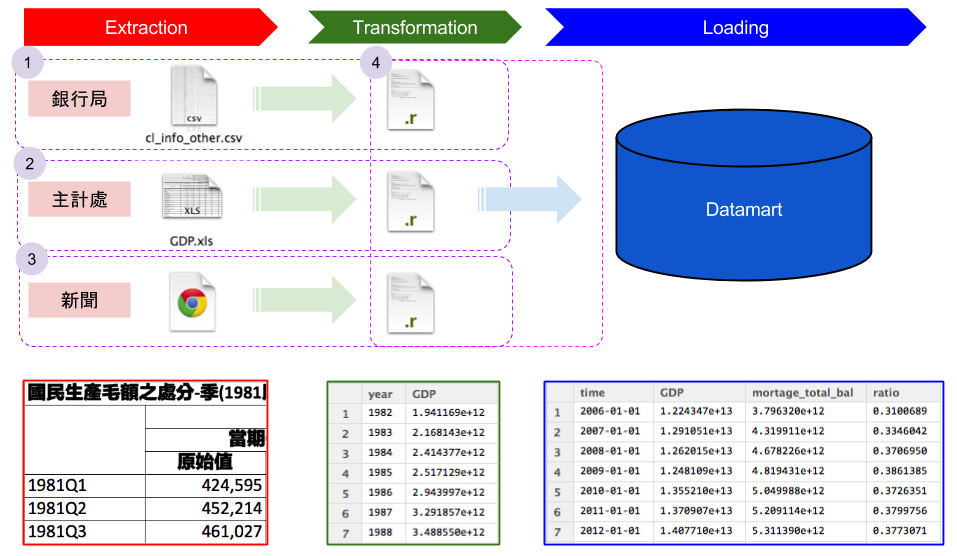 Extraction
Transformation
Loading
1
4
銀行局
csv
.r
cl_info_other.csv
2
主計處
XLS
.r
GDP.xls
Datamart
3
新聞
.r
國民生產毛額之處分-季(1981
當期
原始值
1981Q1 424,595
1981Q2 452,214
1981Q3 461,027
year GDP
1 1982 1.941169e+12
2 1983 2.168143e+12
3 1984 2.414377e+12
4 1985 2.517129e+12
5 1986 2.943997e+12
6 1987 3.291857e+12
7 1988 3.488550e+12
time GDP mortage_total_bal ratio
1 2006-01-01 1.224347e+13 3.796320e+12 0.3100689
2 2007-01-01 1.291051e+13 4.319911e+12 0.3346042
3 2008-01-01 1.262015e+13 4.678226e+12 0.3706950
4 2009-01-01 1.248109e+13 4.819431e+12 0.3861385
5 2010-01-01 1.355210e+13 5.049988e+12 0.3726351
6 2011-01-01 1.370907e+13 5.209114e+12 0.3799756
7 2012-01-01 1.407710e+13 5.311390e+12 0.3773071